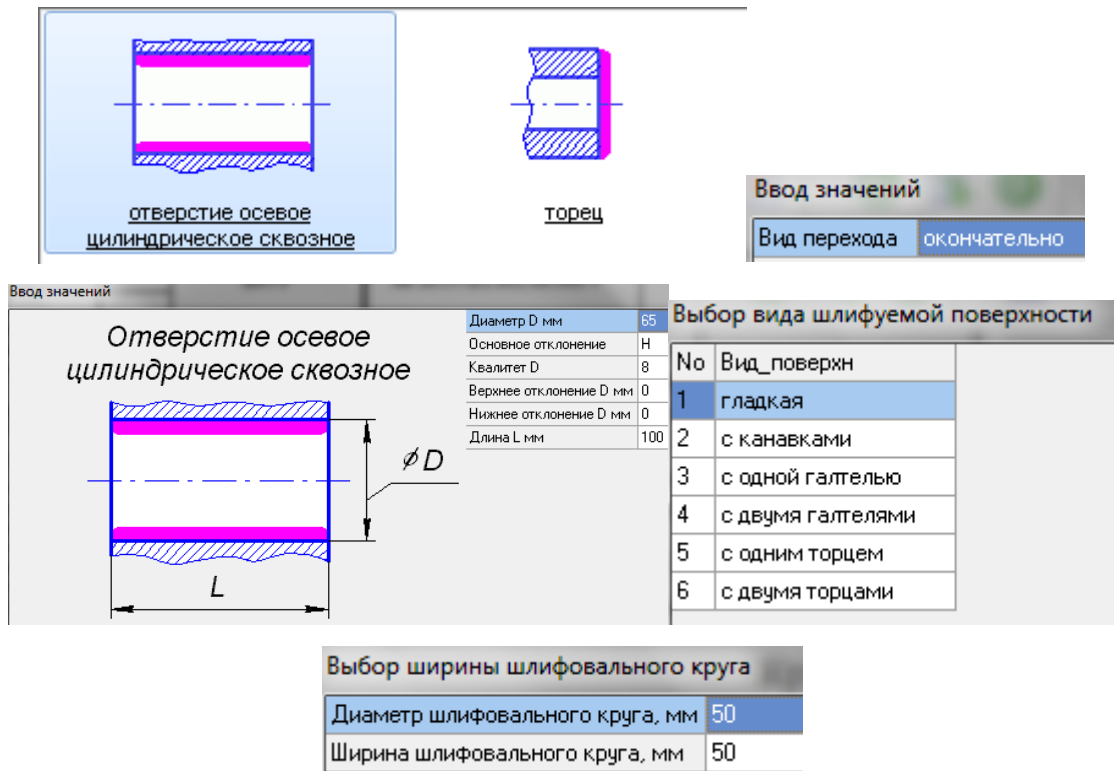 отверстие осевое
цилиндрическое сквозное
торец
Ввод значений
Вид перехода окончательно
Ввод значений
Отверстие осевое
цилиндрическое сквозное
⌀D
L
Диаметр D мм 65
Основное отклонение H
Квалитет D 8
Верхнее отклонение D мм 0
Нижнее отклонение D мм 0
Длина L мм 100
Выбор вида шлифуемой поверхности
No Вид_поверхн
1 гладкая
2 с канавками
3 с одной галтелью
4 с двумя галтелями
5 с одним торцем
6 с двумя торцами
Выбор ширины шлифовального круга
Диаметр шлифовального круга, мм 50
Ширина шлифовального круга, мм 50